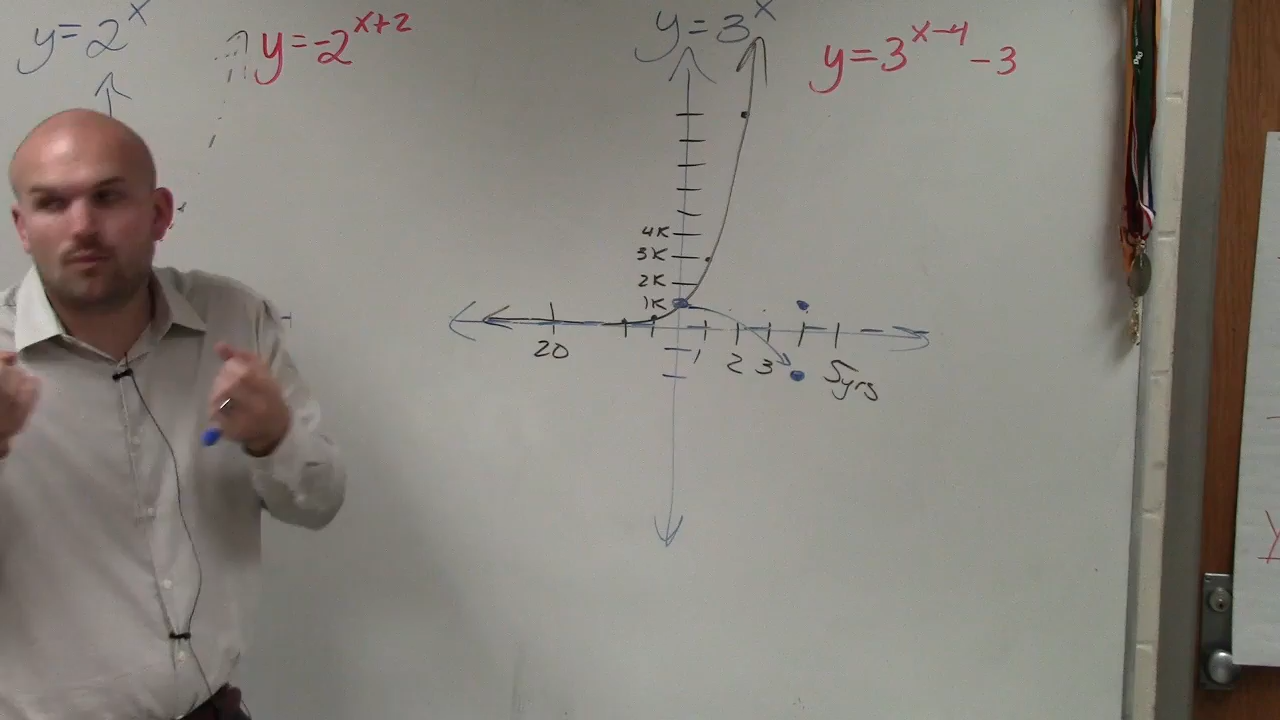 y=2^x
y=-2^{x+2}
y=3^x
y=3^{x-4}-3
4K
3K
2K
1K
20
1
2
3
5yrs
y